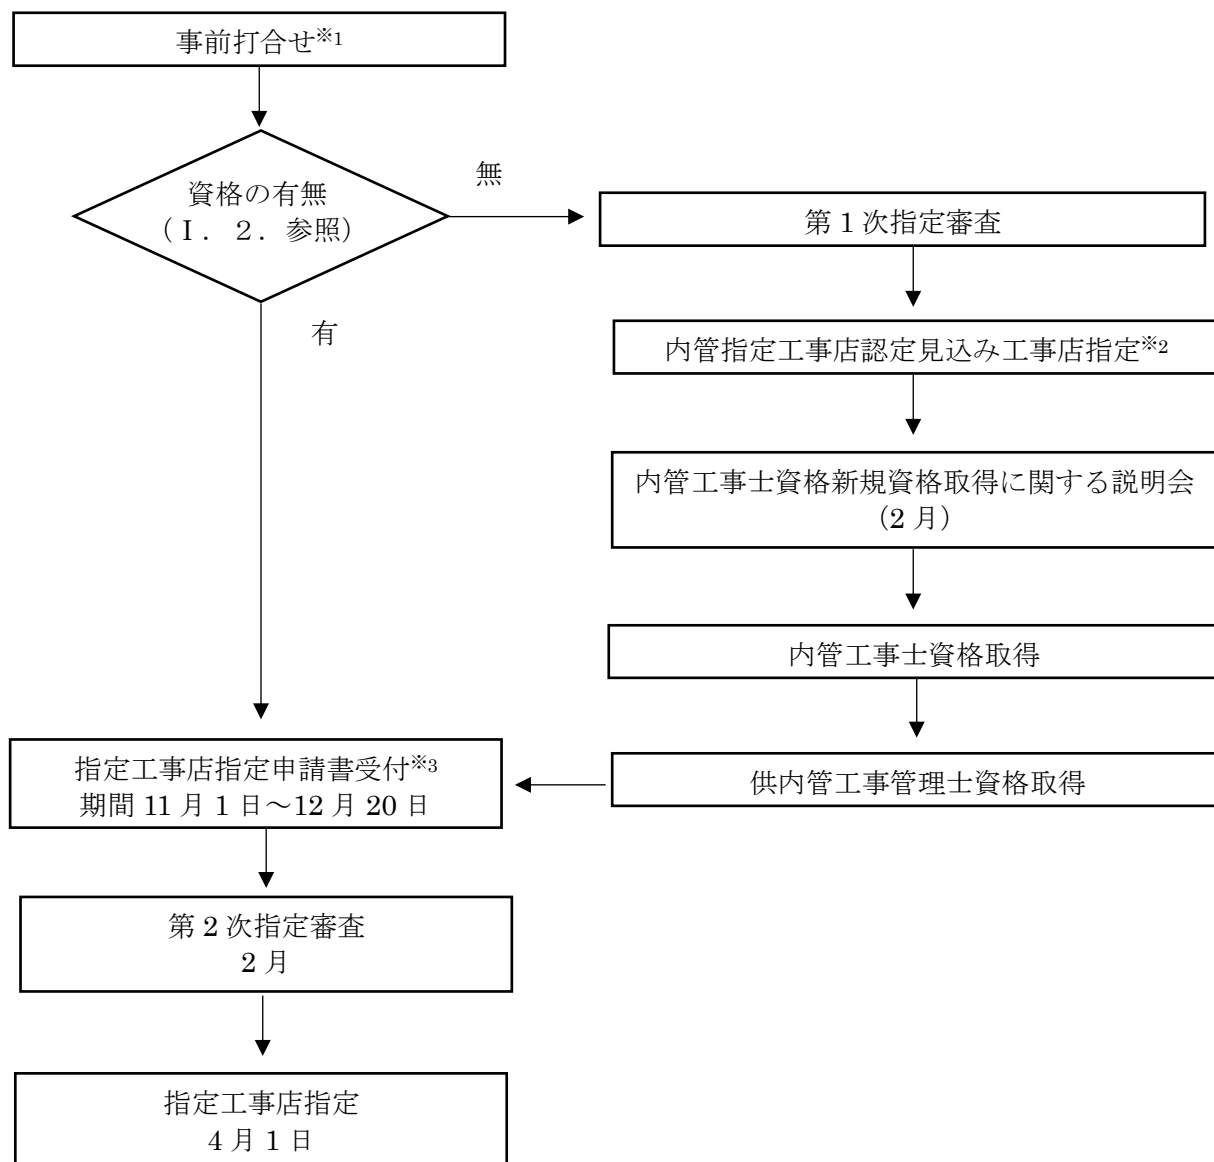 事前打合せ※1
資格の有無
（Ⅰ．２．参照）
無
有
第 1 次指定審査
内管指定工事店認定見込み工事店指定※2
内管工事士資格新規資格取得に関する説明会
（2 月）
内管工事士資格取得
供内管工事管理士資格取得
指定工事店指定申請書受付※3
期間 11 月 1 日～12 月 20 日
第 2 次指定審査
2 月
指定工事店指定
4 月 1 日